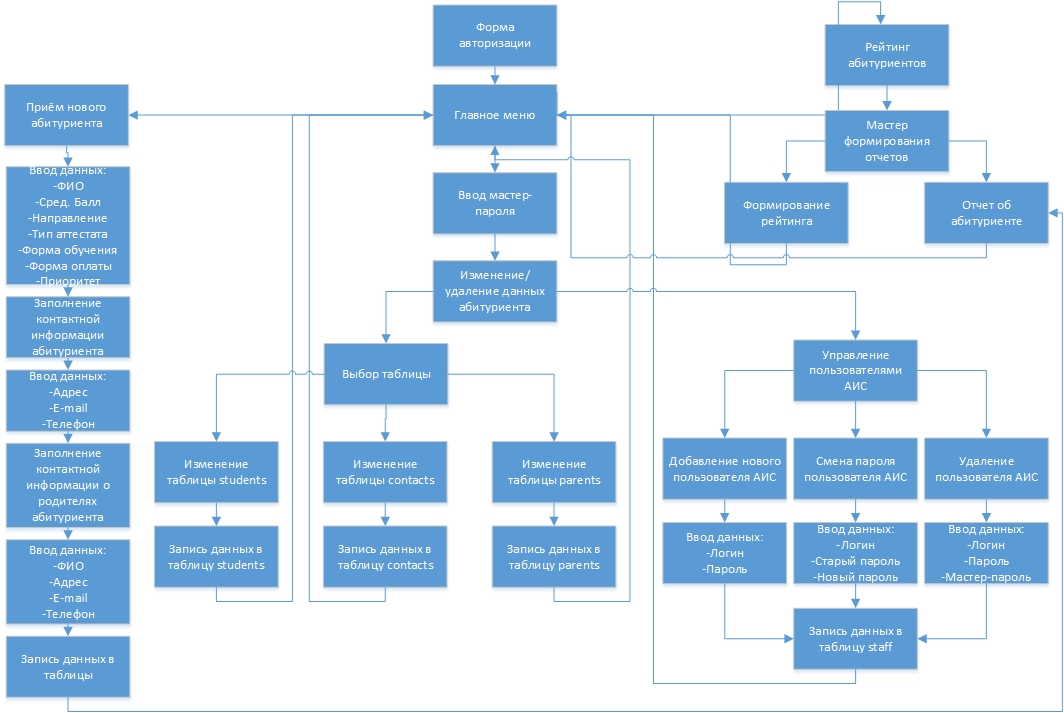 Форма
авторизации
Главное меню
Ввод мастер-
пароля
Изменение/
удаление данных
абитуриента
Приём нового
абитуриента
Ввод данных:
-ФИО
-Сред. Балл
-Направление
-Тип аттестата
-Форма обучения
-Форма оплаты
-Приоритет
Заполнение
контактной
информации
абитуриента
Ввод данных:
-Адрес
-E-mail
-Телефон
Заполнение
контактной
информации о
родителях
абитуриента
Ввод данных:
-ФИО
-Адрес
-E-mail
-Телефон
Запись данных в
таблицы
Выбор таблицы
Изменение
таблицы students
Запись данных в
таблицу students
Изменение
таблицы contacts
Запись данных в
таблицу contacts
Изменение
таблицы parents
Запись данных в
таблицу parents
Рейтинг
абитуриентов
Мастер
формирования
отчетов
Формирование
рейтинга
Отчет об
абитуриенте
Управление
пользователями
АИС
Добавление нового
пользователя АИС
Ввод данных:
-Логин
-Пароль
Смена пароля
пользователя АИС
Ввод данных:
-Логин
-Старый пароль
-Новый пароль
Удаление
пользователя АИС
Ввод данных:
-Логин
-Пароль
-Мастер-пароль
Запись данных в
таблицу staff